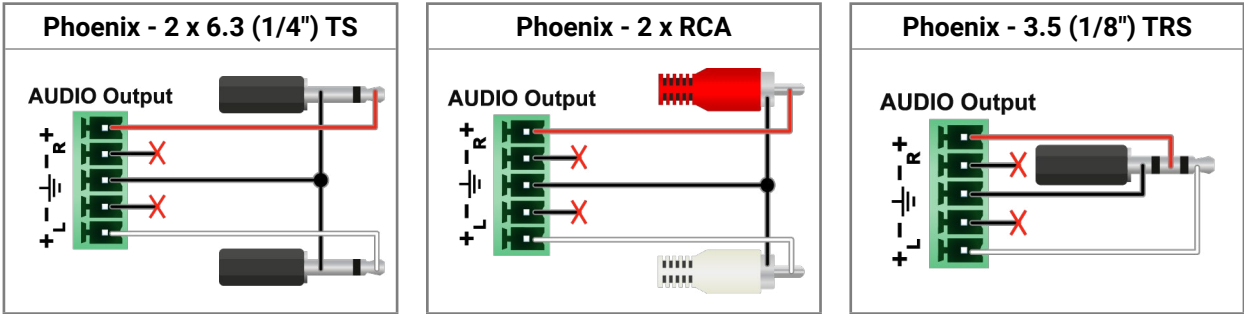 Phoenix - 2 x 6.3 (1/4") TS
AUDIO Output
+
R
-
-
L
+
Phoenix - 2 x RCA
AUDIO Output
+
R
-
-
L
+
Phoenix - 3.5 (1/8") TRS
AUDIO Output
+
R
-
-
L
+